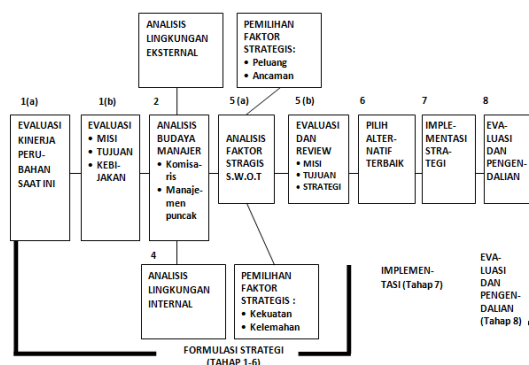 ANALISIS
LINGKUNGAN
EKSTERNAL
PEMILIHAN
FAKTOR
STRATEGIS:
• Peluang
• Ancaman
1(a)
1(b)
2
5 (a)
5 (b)
6
7
8
EVALUASI
KINERJA
PERU-
BAHAN
SAAT INI
EVALUASI
• MISI
• TUJUAN
• KEBI-
JAKAN
ANALISIS
BUDAYA
MANAJER
• Komisa-
ris
• Manaje-
men
puncak
ANALISIS
FAKTOR
STRAGIS
S.W.O.T
EVALUASI
DAN
REVIEW
• MISI
• TUJUAN
• STRATEGI
PILIH
ALTER-
NATIF
TERBAIK
IMPLE-
MENTASI
STRA-
TEGI
EVA-
LUASI
DAN
PENGEN-
DALIAN
4
ANALISIS
LINGKUNGAN
INTERNAL
PEMILIHAN
FAKTOR
STRATEGIS :
• Kekuatan
• Kelemahan
IMPLEMEN-
TASI (Tahap 7)
EVA-
LUASI
DAN
PENGEN-
DALIAN
(Tahap 8)
FORMULASI STRATEGI
(TAHAP 1-6)